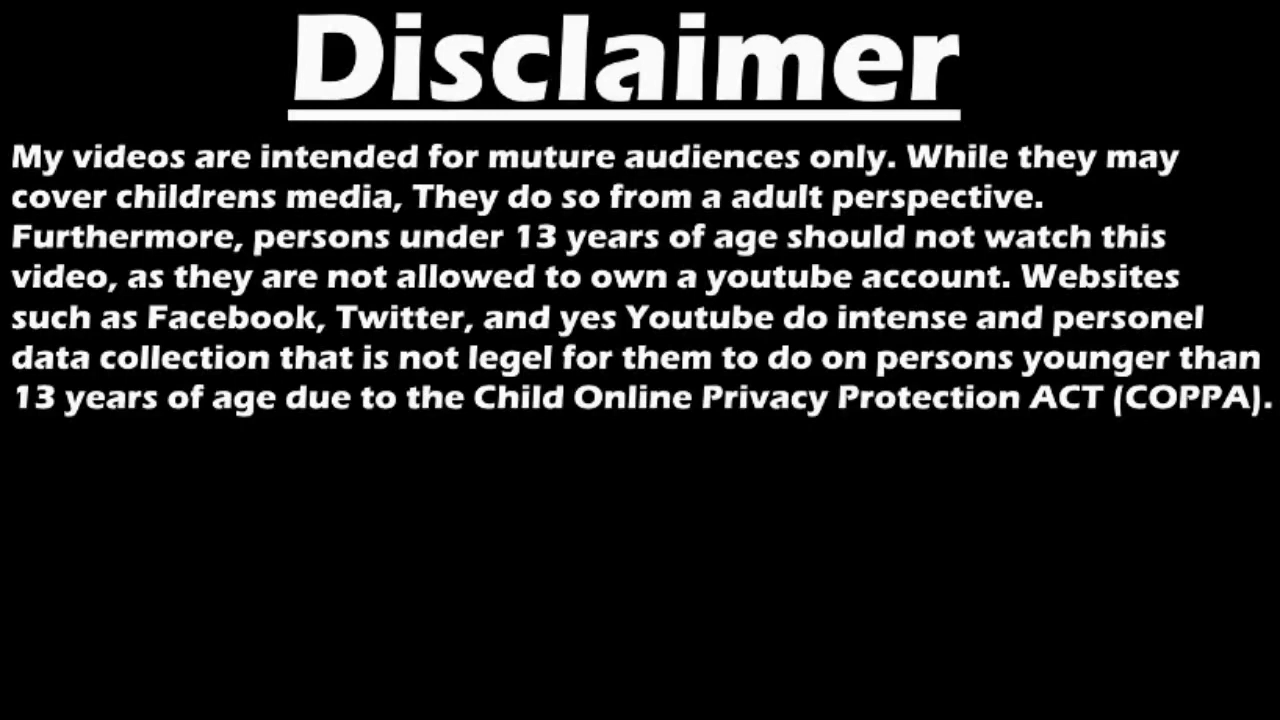 Disclaimer
My videos are intended for muture audiences only. While they may
cover childrens media, They do so from a adult perspective.
Furthermore, persons under 13 years of age should not watch this
video, as they are not allowed to own a youtube account. Websites
such as Facebook, Twitter, and yes Youtube do intense and personel
data collection that is not legel for them to do on persons younger than
13 years of age due to the Child Online Privacy Protection ACT (COPPA).